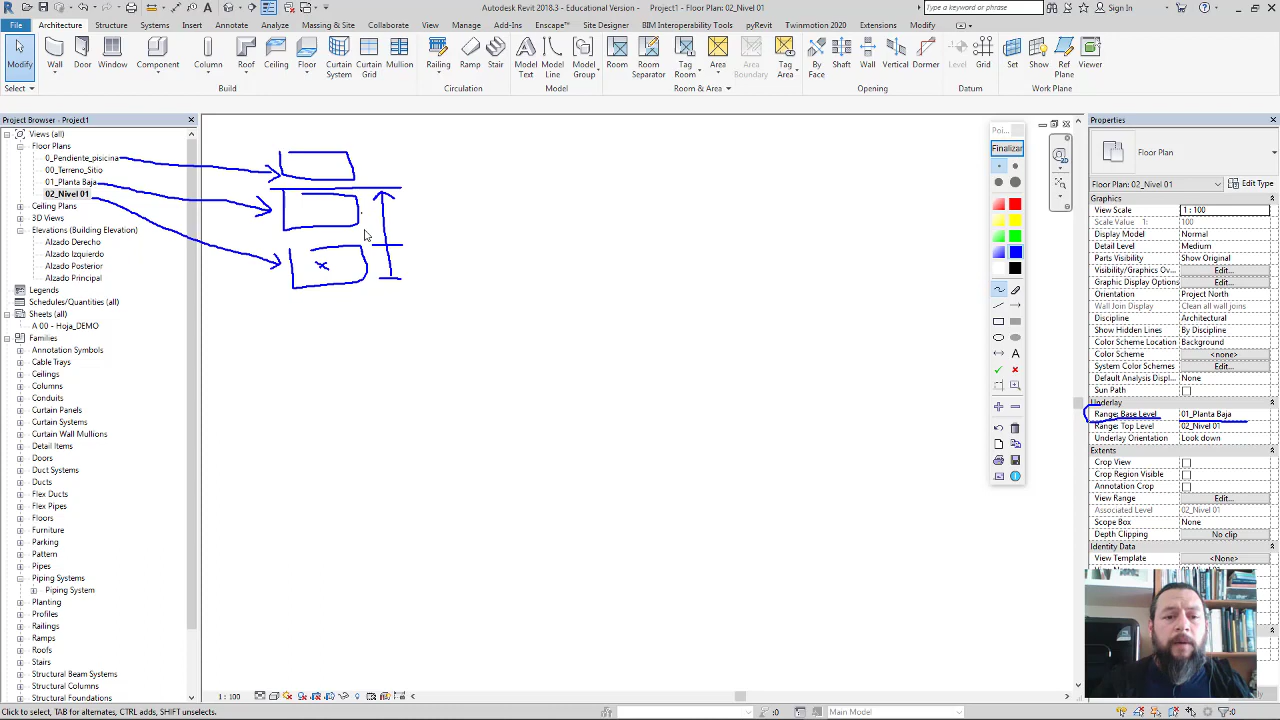 Autodesk Revit 2018.3 - Educational Version - Floor Plan: 02_Nivel 01
Type a keyword or phrase
Sign In
File Architecture Structure Systems Insert Annotate Analyze Massing & Site Collaborate View Manage Add-Ins Enscape™ Site Designer BIM Interoperability Tools pyRevit Twinmotion 2020 Extensions Modify
Modify Wall Door Window Component Column Roof Ceiling Floor Curtain System Curtain Grid Mullion Railing Ramp Stair Model Text Model Line Model Group Room Room Separator Tag Room Area Area Boundary Tag Area By Face Shaft Wall Vertical Dormer Level Grid Set Show Ref Plane Viewer
Select Build Circulation Model Room & Area Opening Datum Work Plane
Project Browser - Project1
Views (all)
Floor Plans
0_Pendiente_pisicina
00_Terreno_Sitio
01_Planta Baja
02_Nivel 01
Ceiling Plans
3D Views
Elevations (Building Elevation)
Alzado Derecho
Alzado Izquierdo
Alzado Posterior
Alzado Principal
Legends
Schedules/Quantities (all)
Sheets (all)
A 00 - Hoja_DEMO
Families
Annotation Symbols
Cable Trays
Ceilings
Columns
Conduits
Curtain Panels
Curtain Systems
Curtain Wall Mullions
Detail Items
Doors
Duct Systems
Ducts
Flex Ducts
Flex Pipes
Floors
Furniture
Parking
Pattern
Pipes
Piping Systems
Piping System
Planting
Profiles
Railings
Ramps
Roofs
Stairs
Structural Beam Systems
Structural Columns
Structural Foundations
x
Poi...
Finalizar
A
Properties
Floor Plan
Floor Plan: 02_Nivel 01 Edit Type
Graphics
View Scale 1 : 100
Scale Value 1: 100
Display Model Normal
Detail Level Medium
Parts Visibility Show Original
Visibility/Graphics Ov Edit...
Graphic Display Options Edit...
Orientation Project North
Wall Join Display Clean all wall joins
Discipline Architectural
Show Hidden Lines By Discipline
Color Scheme Location Background
Color Scheme <none>
System Color Schemes Edit...
Default Analysis Displ... None
Sun Path
Underlay
Range: Base Level 01_Planta Baja
Range: Top Level 02_Nivel 01
Underlay Orientation Look down
Extents
Crop View
Crop Region Visible
Annotation Crop
View Range Edit...
Associated Level 02_Nivel 01
Scope Box None
Depth Clipping No clip
Identity Data
View Template <None>
1 : 100
Click to select, TAB for alternates, CTRL adds, SHIFT unselects.
:0 Main Model :0